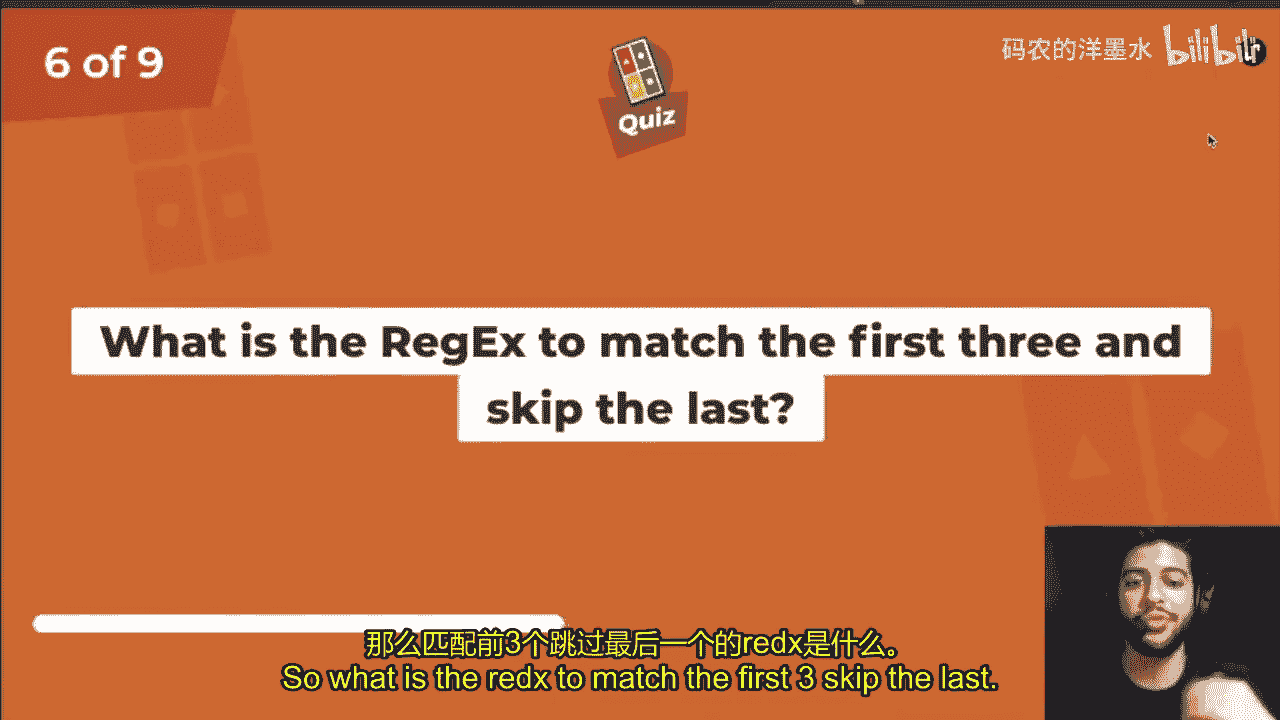 6 of 9
码农的洋墨水 bilibili
Quiz
What is the RegEx to match the first three and
skip the last?
那么匹配前3个跳过最后一个的redx是什么。
So what is the redx to match the first 3 skip the last.